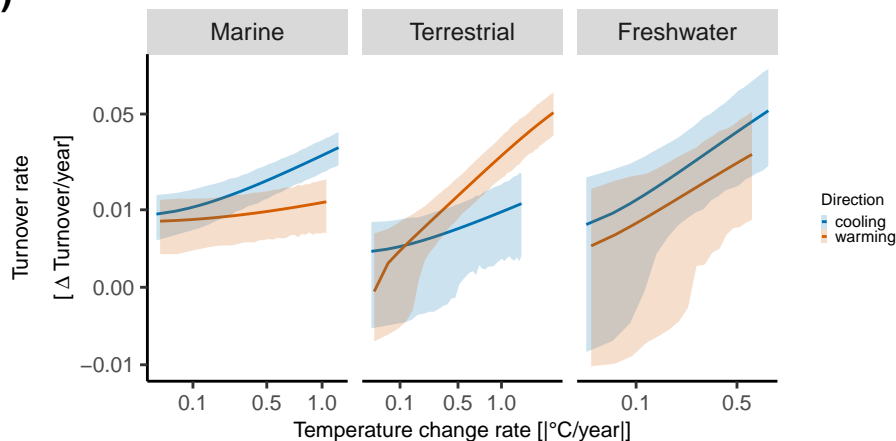 )
Marine Terrestrial Freshwater
0.05
0.01
0.00
−0.01
Turnover rate
[ Δ Turnover/year]
0.1 0.5 1.0 0.1 0.5 1.0 0.1 0.5
Temperature change rate [|°C/year|]
Direction
cooling
warming